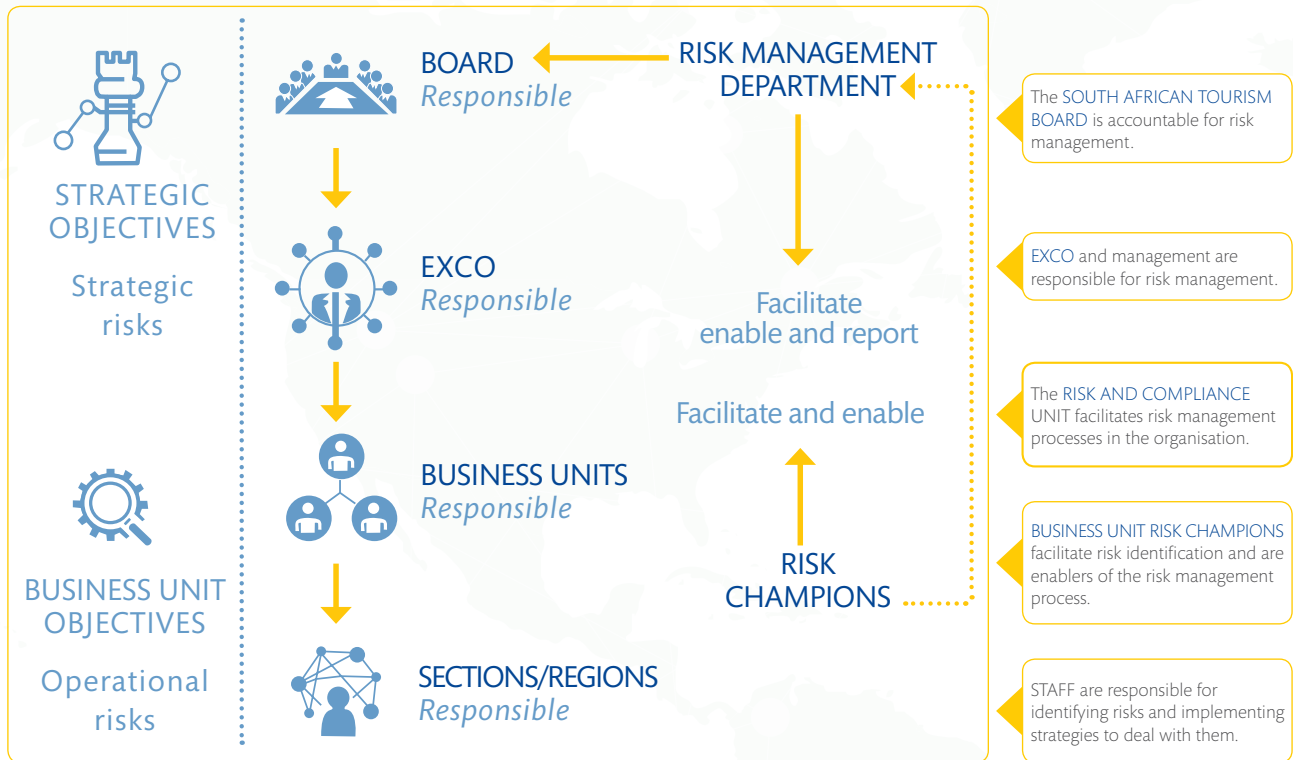 STRATEGIC
OBJECTIVES
Strategic
risks
BUSINESS UNIT
OBJECTIVES
Operational
risks
BOARD
Responsible
EXCO
Responsible
BUSINESS UNITS
Responsible
SECTIONS/REGIONS
Responsible
RISK MANAGEMENT
DEPARTMENT
Facilitate
enable and report
Facilitate and enable
RISK
CHAMPIONS
The SOUTH AFRICAN TOURISM
BOARD is accountable for risk
management.
EXCO and management are
responsible for risk management.
The RISK AND COMPLIANCE
UNIT facilitates risk management
processes in the organisation.
BUSINESS UNIT RISK CHAMPIONS
facilitate risk identification and are
enablers of the risk management
process.
STAFF are responsible for
identifying risks and implementing
strategies to deal with them.